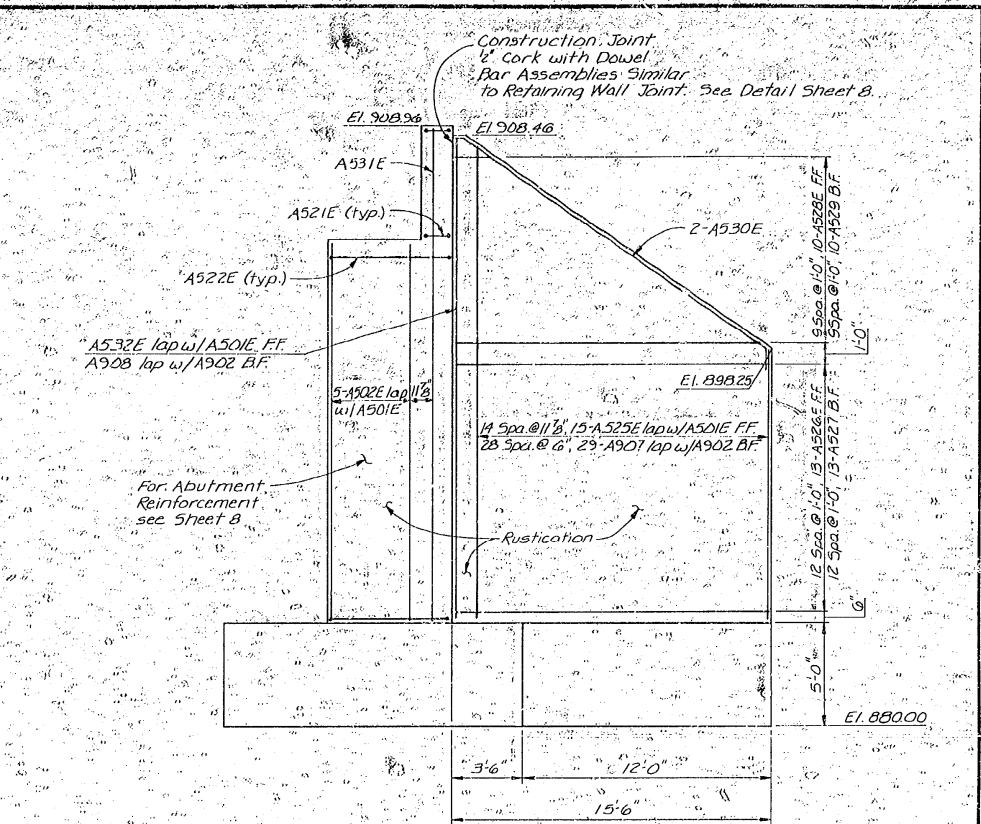 Construction Joint
½" Cork with Dowel
Bar Assemblies Similar
to Retaining Wall Joint. See Detail Sheet 8.
El. 908.96
El. 908.46
A531E
A521E (typ.)
2-A530E
A522E (typ.)
9 Spa. @ 1'-0", 10-A528E F.F.
9 Spa. @ 1'-0", 10-A529 B.F.
1'-0"
A532E lap w/A501E F.F.
A908 lap w/A902 B.F.
El. 898.25
5-A502E lap
w/A501E
11⅞"
14 Spa. @ 11⅞", 15-A525E lap w/A501E F.F.
28 Spa. @ 6", 29-A907 lap w/A902 B.F.
12 Spa. @ 1'-0", 13-A526E F.F.
12 Spa. @ 1'-0", 13-A527 B.F.
For Abutment
Reinforcement
see Sheet 8
Rustication
6"
5'-0"
El. 880.00
3'-6"
12'-0"
15'-6"